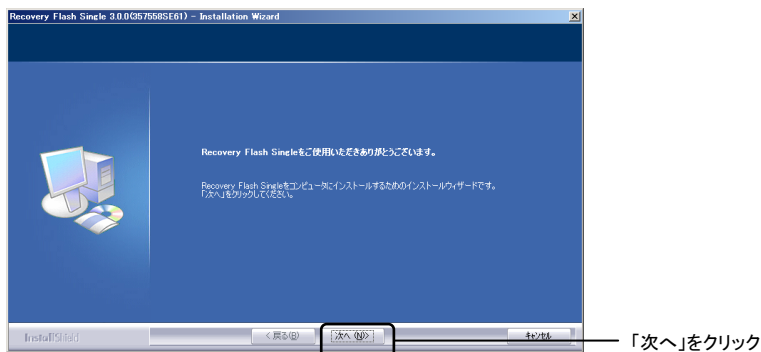 Recovery Flash Single 3.0.0(357558SE61) - Installation Wizard
Recovery Flash Singleをご使用いただきありがとうございます。
Recovery Flash Singleをコンピュータにインストールするためのインストールウィザードです。
「次へ」をクリックしてください。
InstallShield
< 戻る(B)
次へ(N)>
キャンセル
「次へ」をクリック